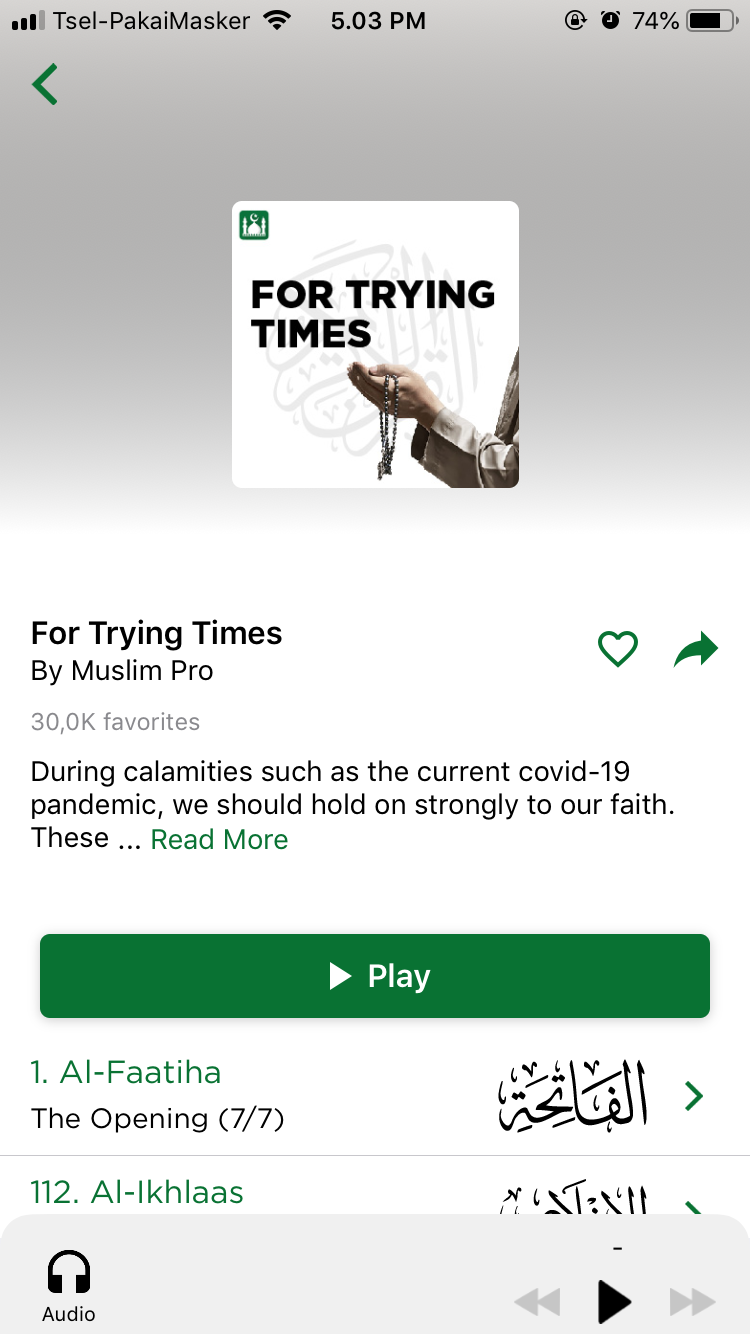 Tsel-PakaiMasker 5.03 PM 74%
FOR TRYING
TIMES
For Trying Times
By Muslim Pro
30,0K favorites
During calamities such as the current covid-19
pandemic, we should hold on strongly to our faith.
These ... Read More
Play
1. Al-Faatiha
الفَاتِحَةِ
The Opening (7/7)
112. Al-Ikhlaas
-
Audio